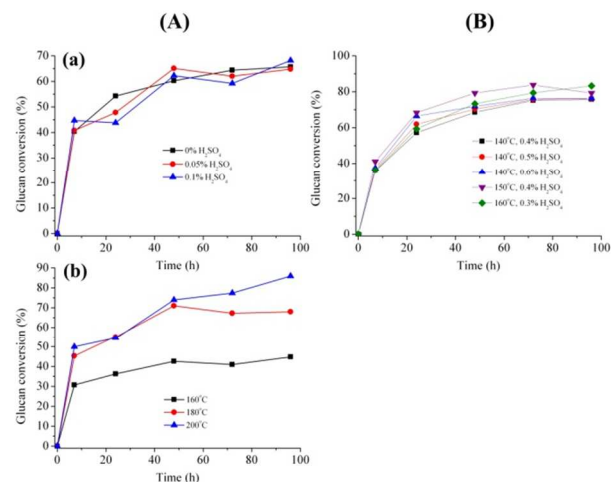 (A)
(B)
(a)
Glucan conversion (%)
70
60
50
40
30
20
10
0
0% H2SO4
0.05% H2SO4
0.1% H2SO4
0 20 40 60 80 100
Time (h)
(b)
Glucan conversion (%)
90
80
70
60
50
40
30
20
10
0
160°C
180°C
200°C
0 20 40 60 80 100
Time (h)
Glucan conversion (%)
100
80
60
40
20
0
140°C, 0.4% H2SO4
140°C, 0.5% H2SO4
140°C, 0.6% H2SO4
150°C, 0.4% H2SO4
160°C, 0.3% H2SO4
0 20 40 60 80 100
Time (h)